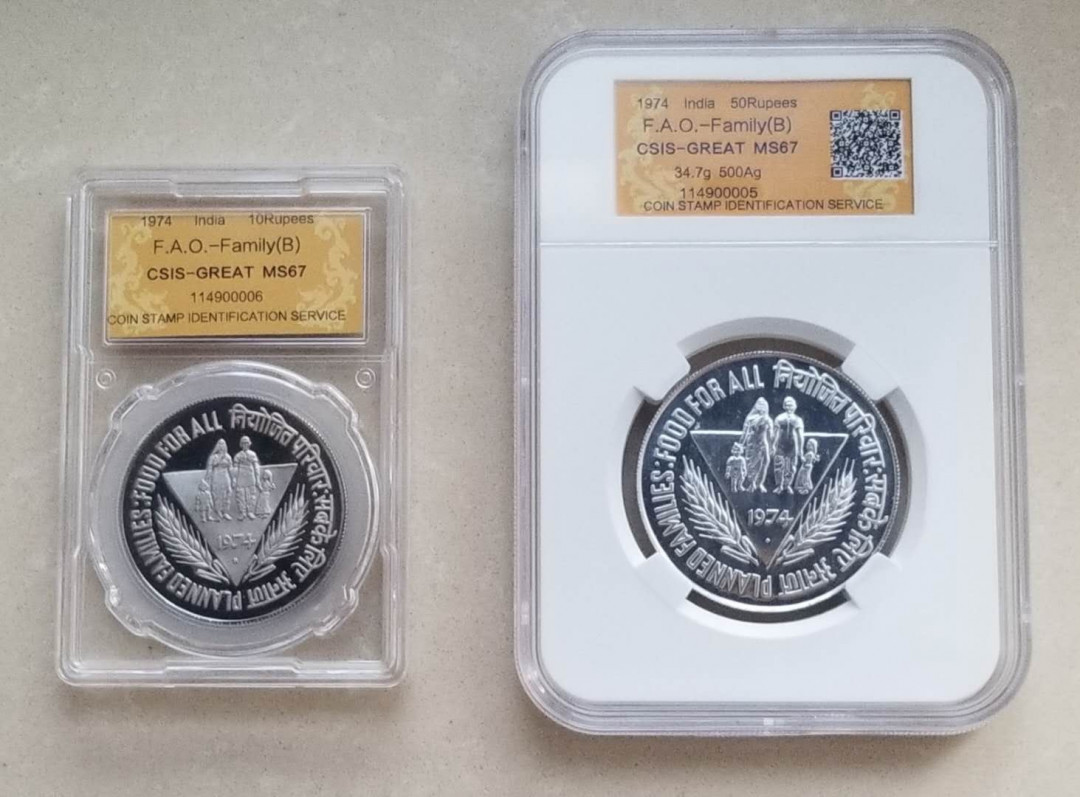 1974 India 10Rupees
F.A.O.-Family(B)
CSIS-GREAT MS67
114900006
COIN STAMP IDENTIFICATION SERVICE
PLANNED FAMILIES: FOOD FOR ALL
नियोजित परिवार: सबके लिए अनाज
1974
1974 India 50Rupees
F.A.O.-Family(B)
CSIS-GREAT MS67
34.7g 500Ag
114900005
COIN STAMP IDENTIFICATION SERVICE
PLANNED FAMILIES: FOOD FOR ALL
नियोजित परिवार: सबके लिए अनाज
1974